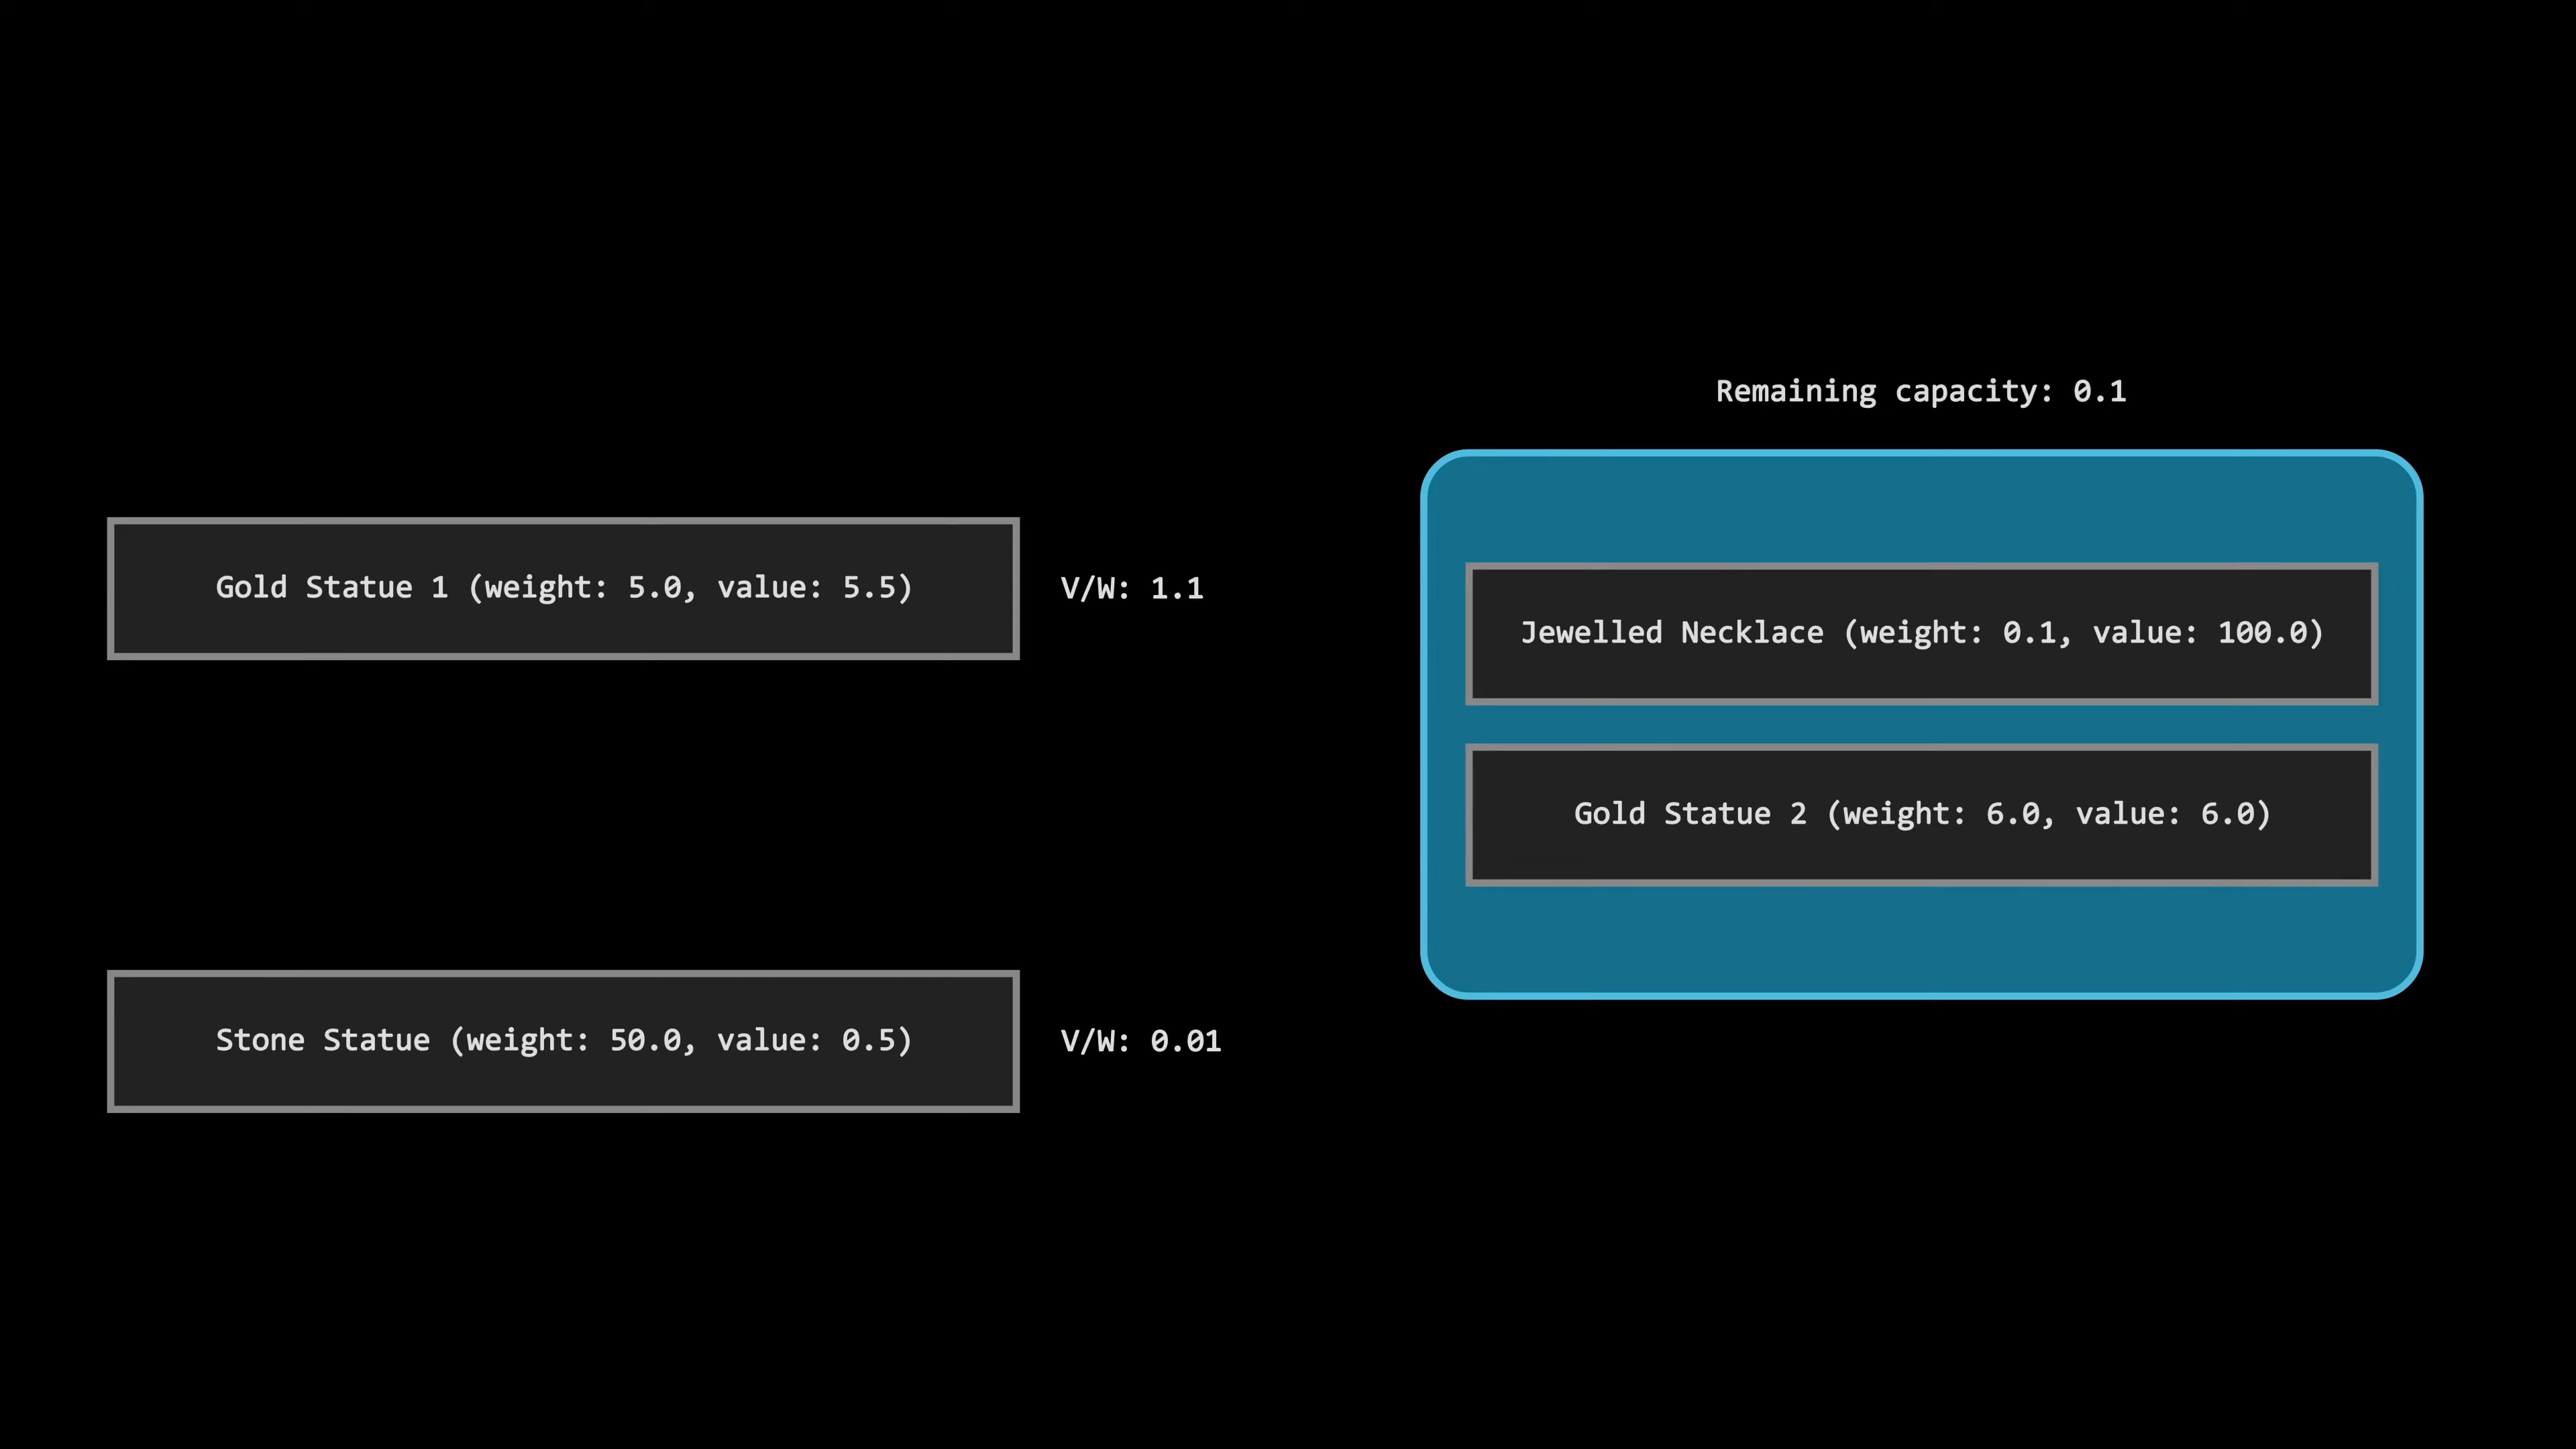 Remaining capacity: 0.1
Gold Statue 1 (weight: 5.0, value: 5.5)
V/W: 1.1
Jewelled Necklace (weight: 0.1, value: 100.0)
Gold Statue 2 (weight: 6.0, value: 6.0)
Stone Statue (weight: 50.0, value: 0.5)
V/W: 0.01